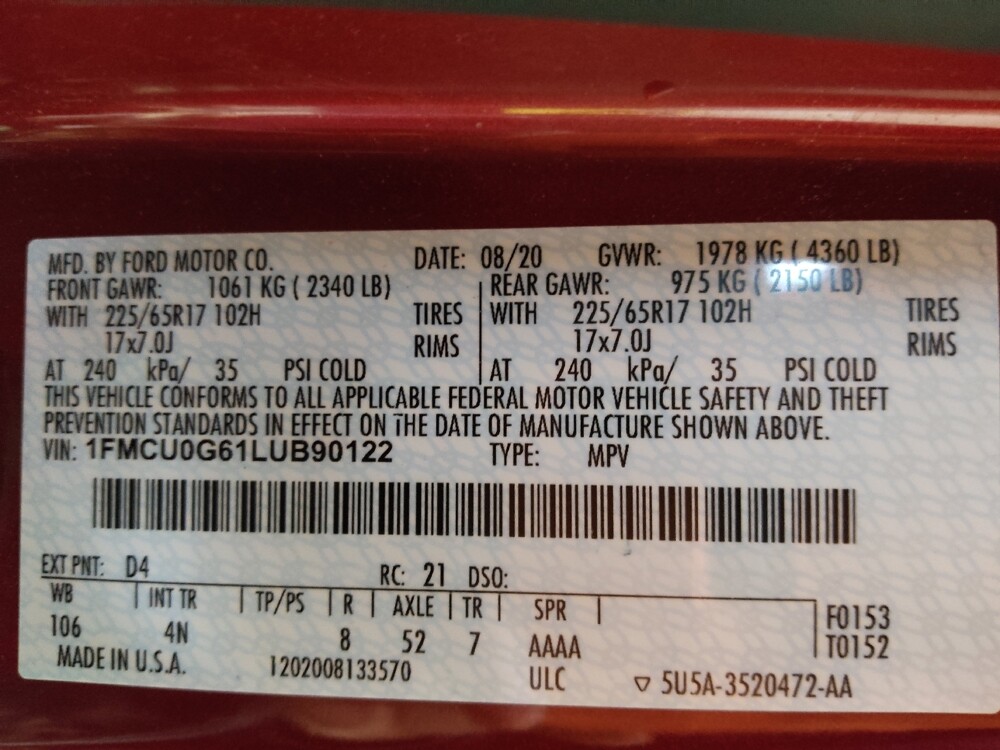 MFD. BY FORD MOTOR CO. DATE: 08/20 GVWR: 1978 KG ( 4360 LB)
FRONT GAWR: 1061 KG ( 2340 LB) REAR GAWR: 975 KG ( 2150 LB)
WITH 225/65R17 102H TIRES WITH 225/65R17 102H TIRES
17x7.0J RIMS 17x7.0J RIMS
AT 240 kPa/ 35 PSI COLD AT 240 kPa/ 35 PSI COLD
THIS VEHICLE CONFORMS TO ALL APPLICABLE FEDERAL MOTOR VEHICLE SAFETY AND THEFT
PREVENTION STANDARDS IN EFFECT ON THE DATE OF MANUFACTURE SHOWN ABOVE.
VIN: 1FMCU0G61LUB90122 TYPE: MPV
EXT PNT: D4 RC: 21 DSO:
WB INT TR TP/PS R AXLE TR SPR F0153
106 4N 8 52 7 AAAA T0152
MADE IN U.S.A. 1202008133570 ULC ▽ 5U5A-3520472-AA